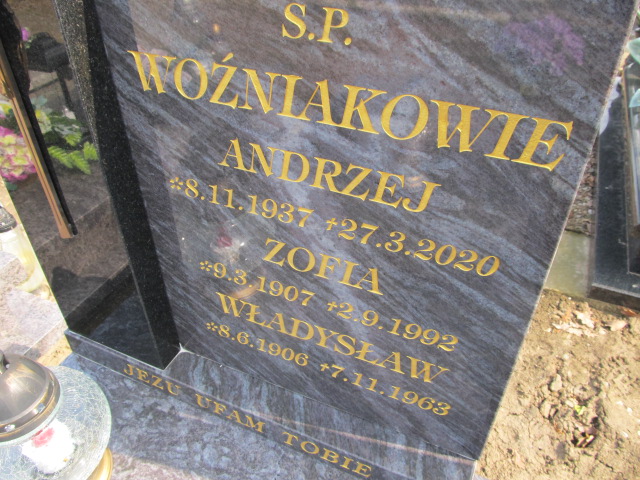 S.P.
WOŹNIAKOWIE
ANDRZEJ
*8.11.1937 +27.3.2020
ZOFIA
*9.3.1907 +2.9.1992
WŁADYSŁAW
*8.6.1906 +7.11.1963
JEZU UFAM TOBIE